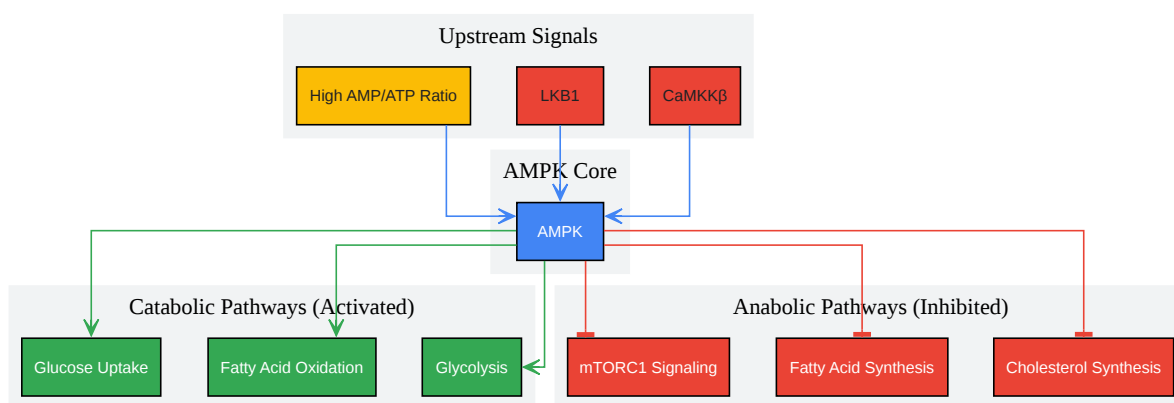 Upstream Signals
High AMP/ATP Ratio
LKB1
CaMKKβ
AMPK Core
AMPK
Catabolic Pathways (Activated)
Anabolic Pathways (Inhibited)
Glucose Uptake
Fatty Acid Oxidation
Glycolysis
mTORC1 Signaling
Fatty Acid Synthesis
Cholesterol Synthesis